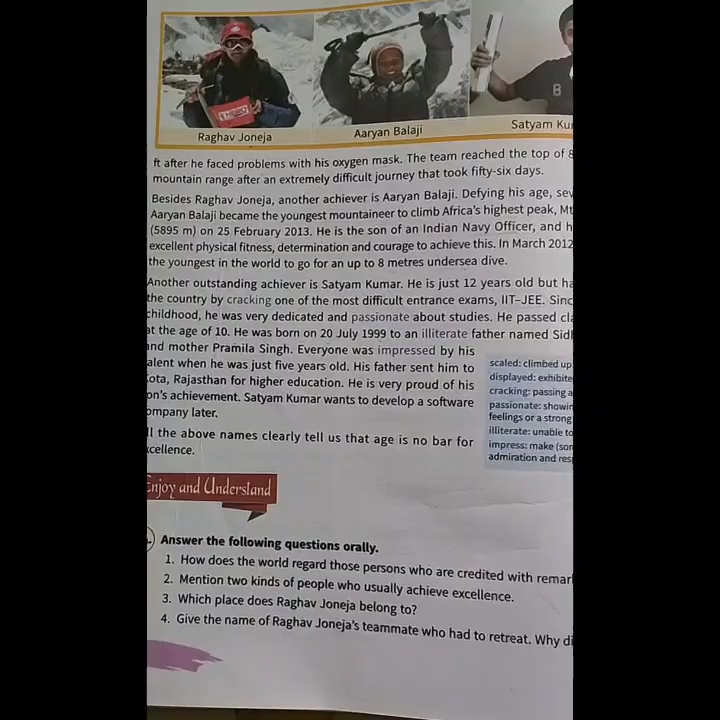 Raghav Joneja
Aaryan Balaji
Satyam Ku
B
ft after he faced problems with his oxygen mask. The team reached the top of 8
mountain range after an extremely difficult journey that took fifty-six days.
Besides Raghav Joneja, another achiever is Aaryan Balaji. Defying his age, sev
Aaryan Balaji became the youngest mountaineer to climb Africa's highest peak, Mt
(5895 m) on 25 February 2013. He is the son of an Indian Navy Officer, and h
excellent physical fitness, determination and courage to achieve this. In March 2012
the youngest in the world to go for an up to 8 metres undersea dive.
Another outstanding achiever is Satyam Kumar. He is just 12 years old but ha
the country by cracking one of the most difficult entrance exams, IIT–JEE. Sinc
childhood, he was very dedicated and passionate about studies. He passed cla
at the age of 10. He was born on 20 July 1999 to an illiterate father named Sid
and mother Pramila Singh. Everyone was impressed by his
alent when he was just five years old. His father sent him to
ota, Rajasthan for higher education. He is very proud of his
on's achievement. Satyam Kumar wants to develop a software
ompany later.
ll the above names clearly tell us that age is no bar for
xcellence.
scaled: climbed up
displayed: exhibite
cracking: passing a
passionate: showin
feelings or a strong
illiterate: unable to
impress: make (som
admiration and resp
Enjoy and Understand
Answer the following questions orally.
1. How does the world regard those persons who are credited with remar
2. Mention two kinds of people who usually achieve excellence.
3. Which place does Raghav Joneja belong to?
4. Give the name of Raghav Joneja's teammate who had to retreat. Why di